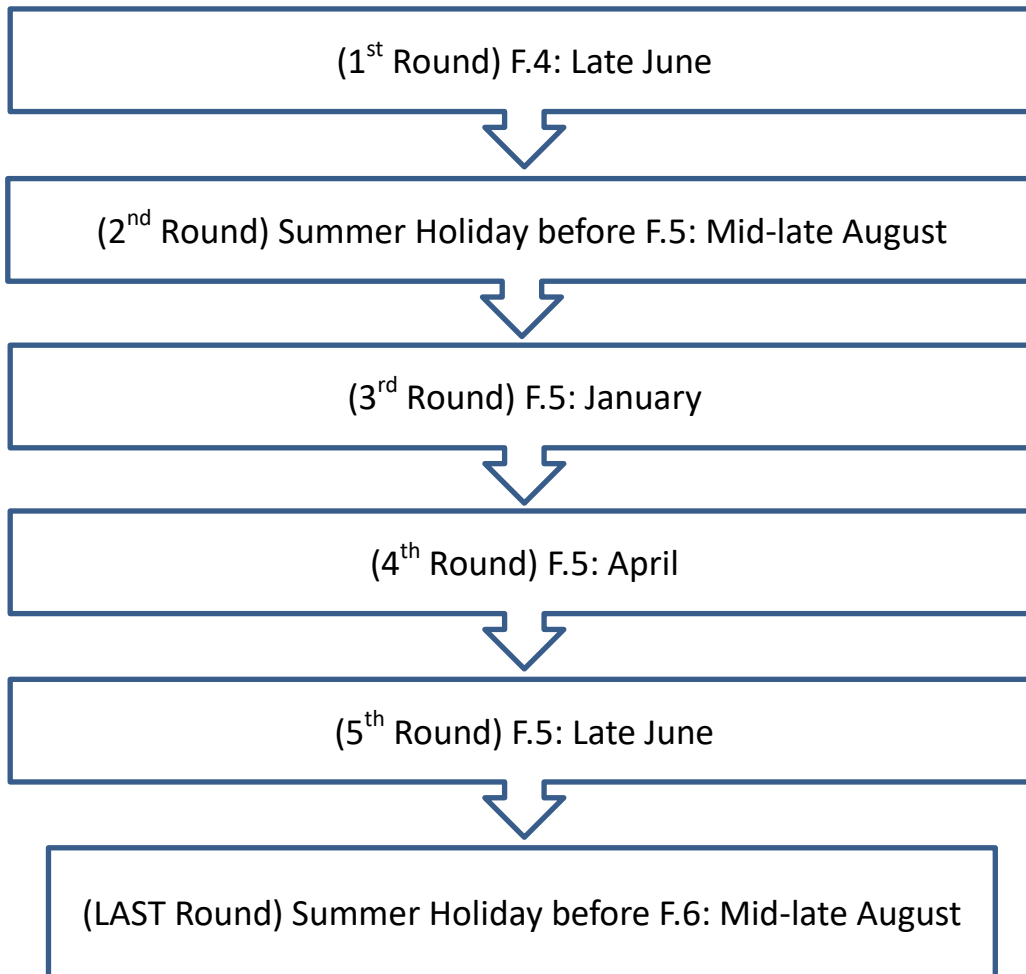 (1st Round) F.4: Late June
(2nd Round) Summer Holiday before F.5: Mid-late August
(3rd Round) F.5: January
(4th Round) F.5: April
(5th Round) F.5: Late June
(LAST Round) Summer Holiday before F.6: Mid-late August